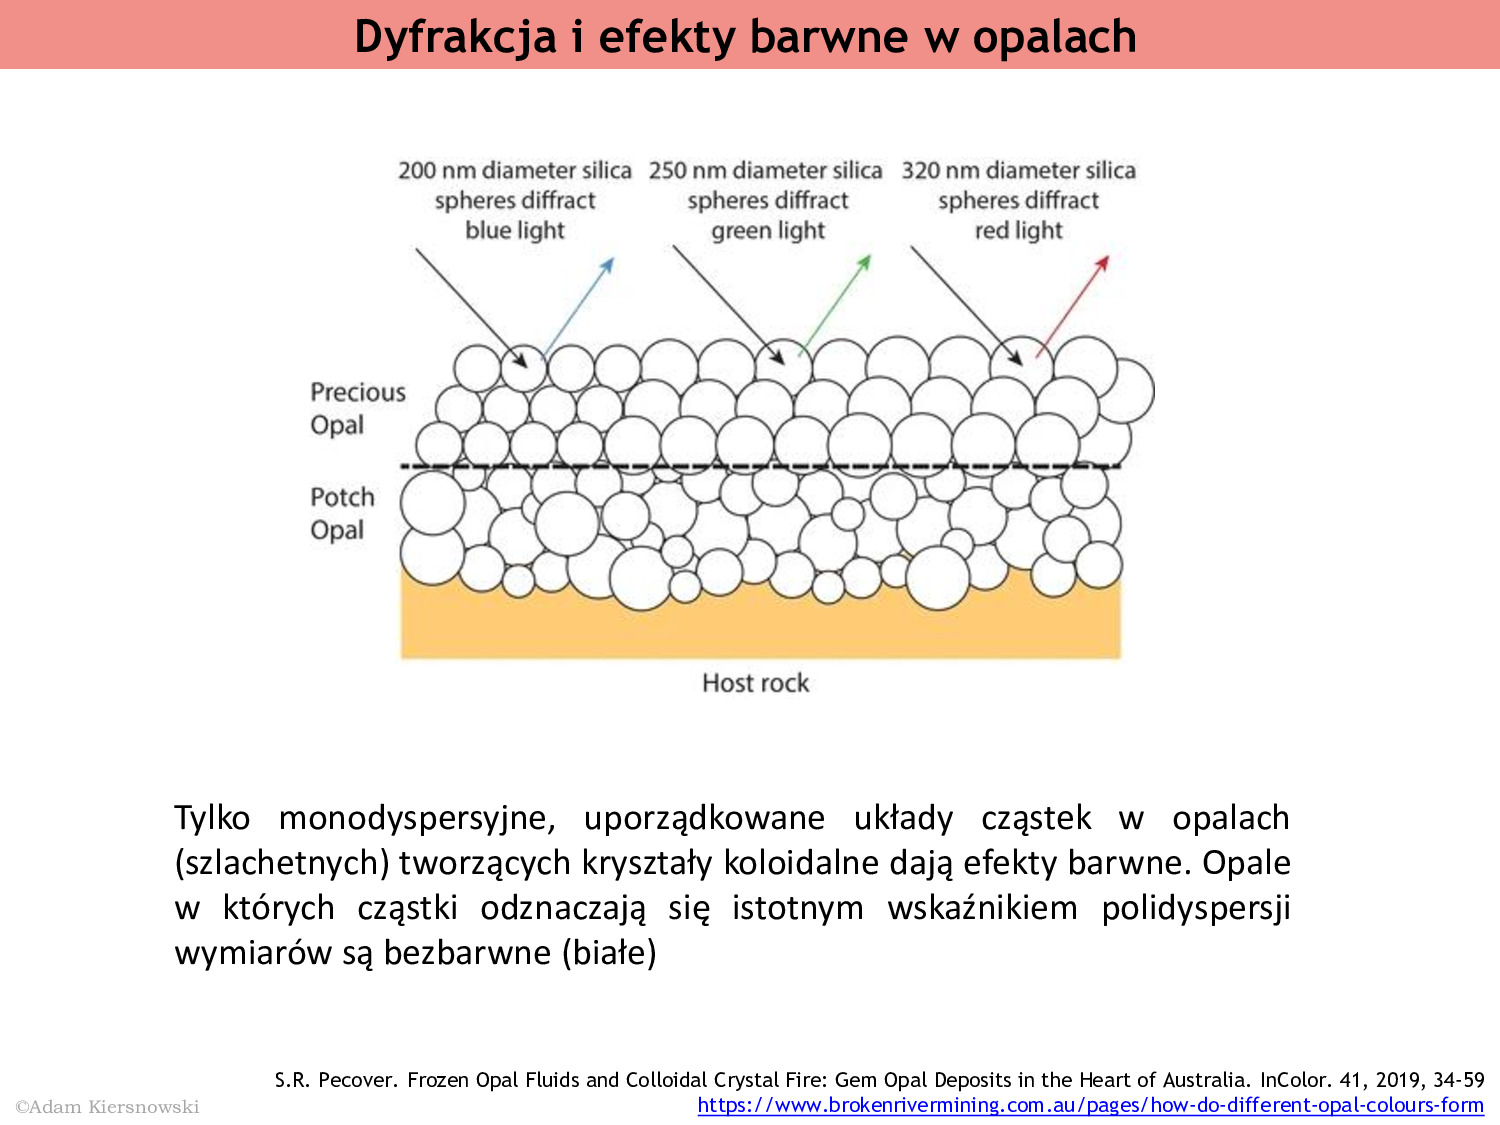 Dyfrakcja i efekty barwne w opalach
200 nm diameter silica
spheres diffract
blue light
250 nm diameter silica
spheres diffract
green light
320 nm diameter silica
spheres diffract
red light
Precious
Opal
Potch
Opal
Host rock
Tylko monodyspersyjne, uporządkowane układy cząstek w opalach
(szlachetnych) tworzących kryształy koloidalne dają efekty barwne. Opale
w których cząstki odznaczają się istotnym wskaźnikiem polidyspersji
wymiarów są bezbarwne (białe)
S.R. Pecover. Frozen Opal Fluids and Colloidal Crystal Fire: Gem Opal Deposits in the Heart of Australia. InColor. 41, 2019, 34-59
https://www.brokenrivermining.com.au/pages/how-do-different-opal-colours-form
©Adam Kiersnowski